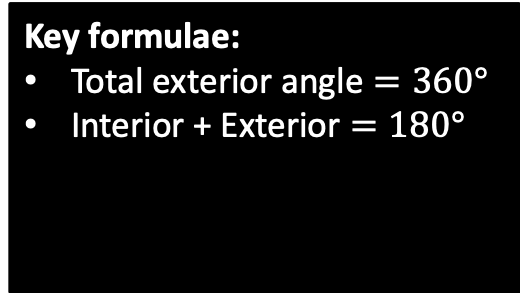 Key formulae:
• Total exterior angle = 360°
• Interior + Exterior = 180°